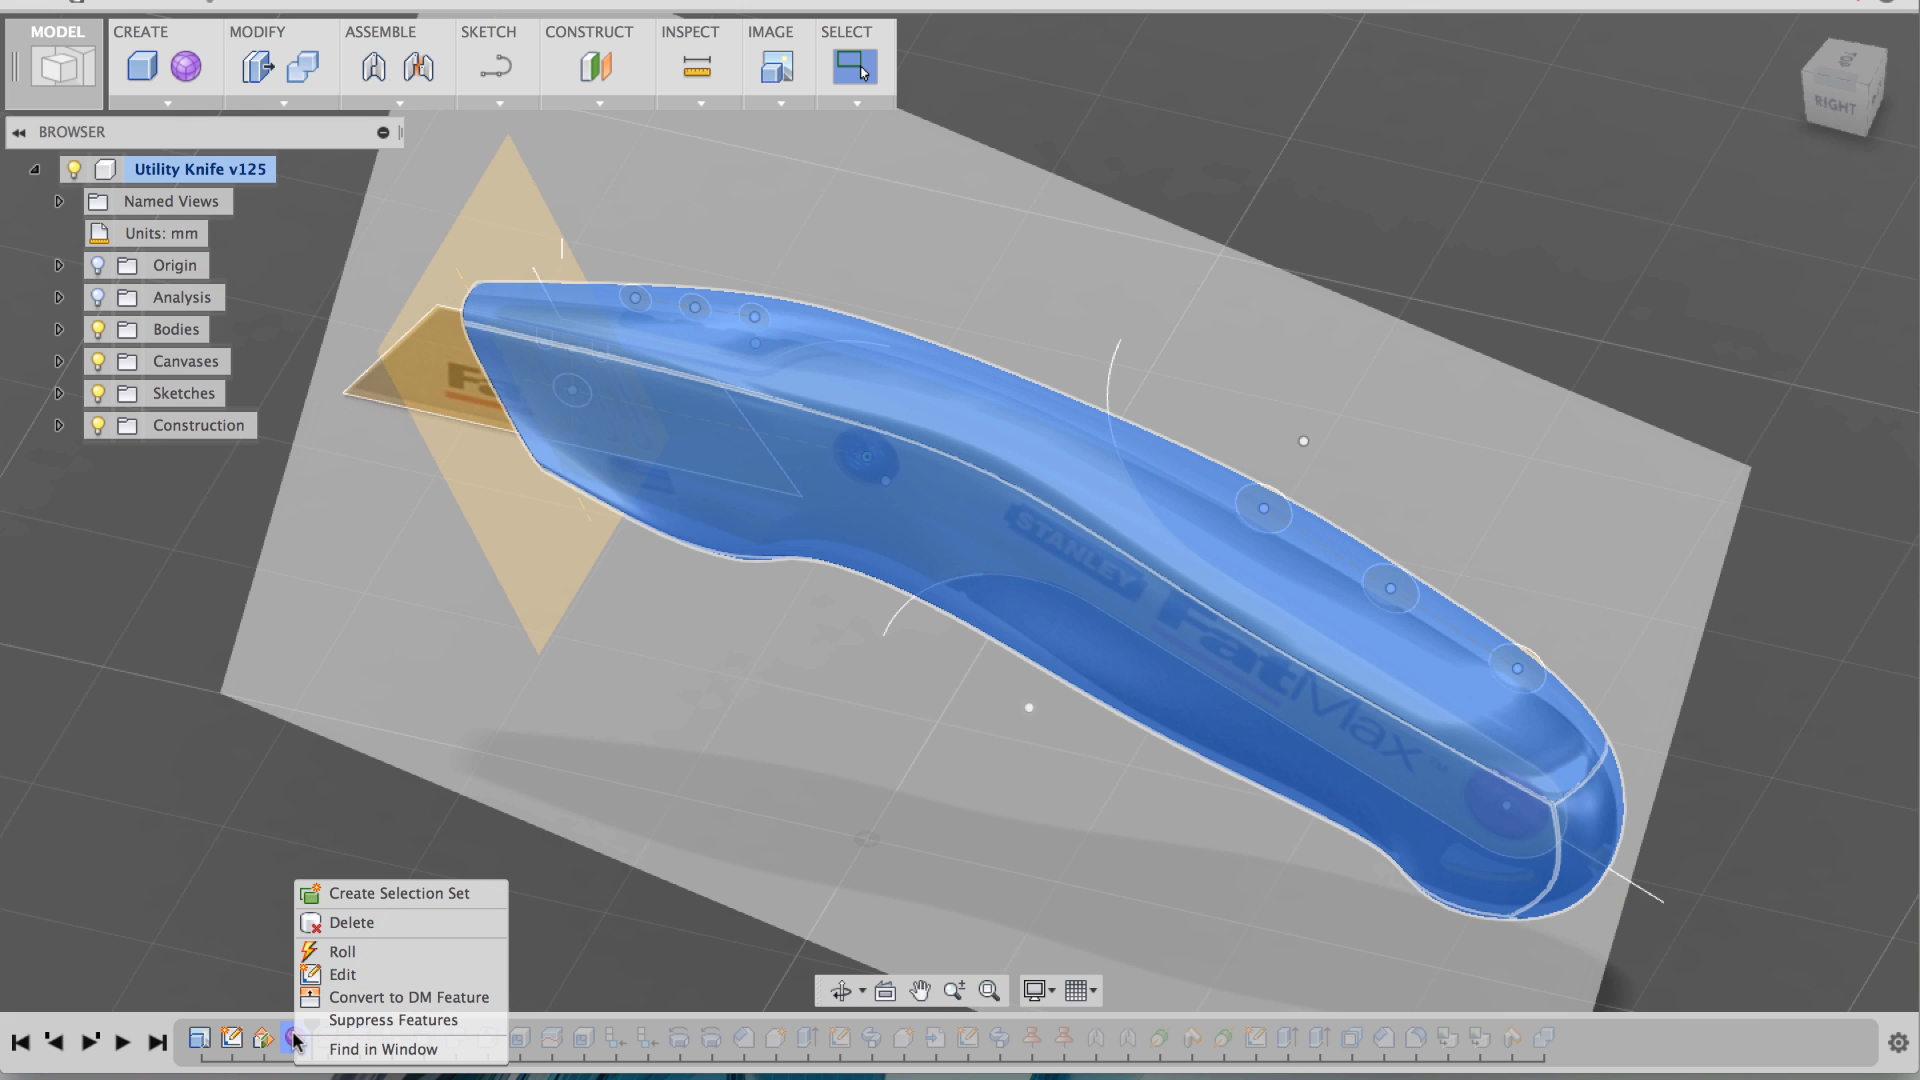 MODEL
CREATE
MODIFY
ASSEMBLE
SKETCH
CONSTRUCT
INSPECT
IMAGE
SELECT
RIGHT
BROWSER
Utility Knife v125
Named Views
Units: mm
Origin
Analysis
Bodies
Canvases
Sketches
Construction
STANLEY
FatMax™
Create Selection Set
Delete
Roll
Edit
Convert to DM Feature
Suppress Features
Find in Window